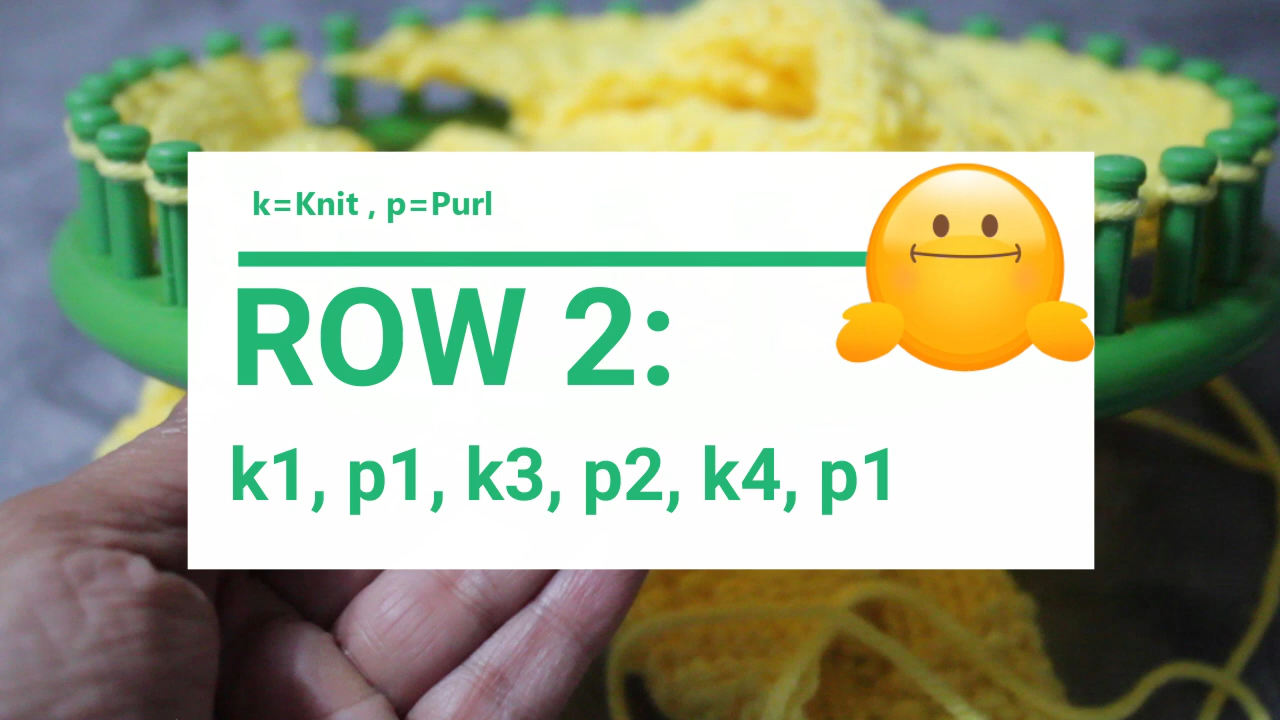 k=Knit , p=Purl
ROW 2:
k1, p1, k3, p2, k4, p1